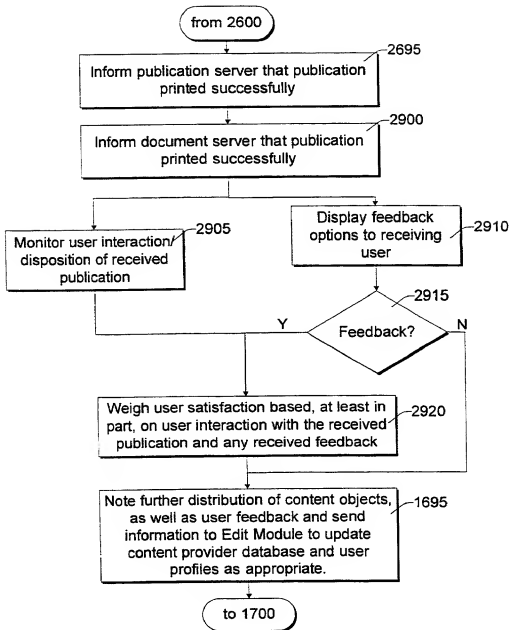 from 2600
2695
Inform publication server that publication
printed successfully
2900
Inform document server that publication
printed successfully
2905
Monitor user interaction/
disposition of received
publication
Display feedback
options to receiving
user
2910
2915
Y
Feedback?
N
Weigh user satisfaction based, at least in
part, on user interaction with the received
publication and any received feedback
2920
Note further distribution of content objects,
as well as user feedback and send
information to Edit Module to update
content provider database and user
profiles as appropriate.
1695
to 1700